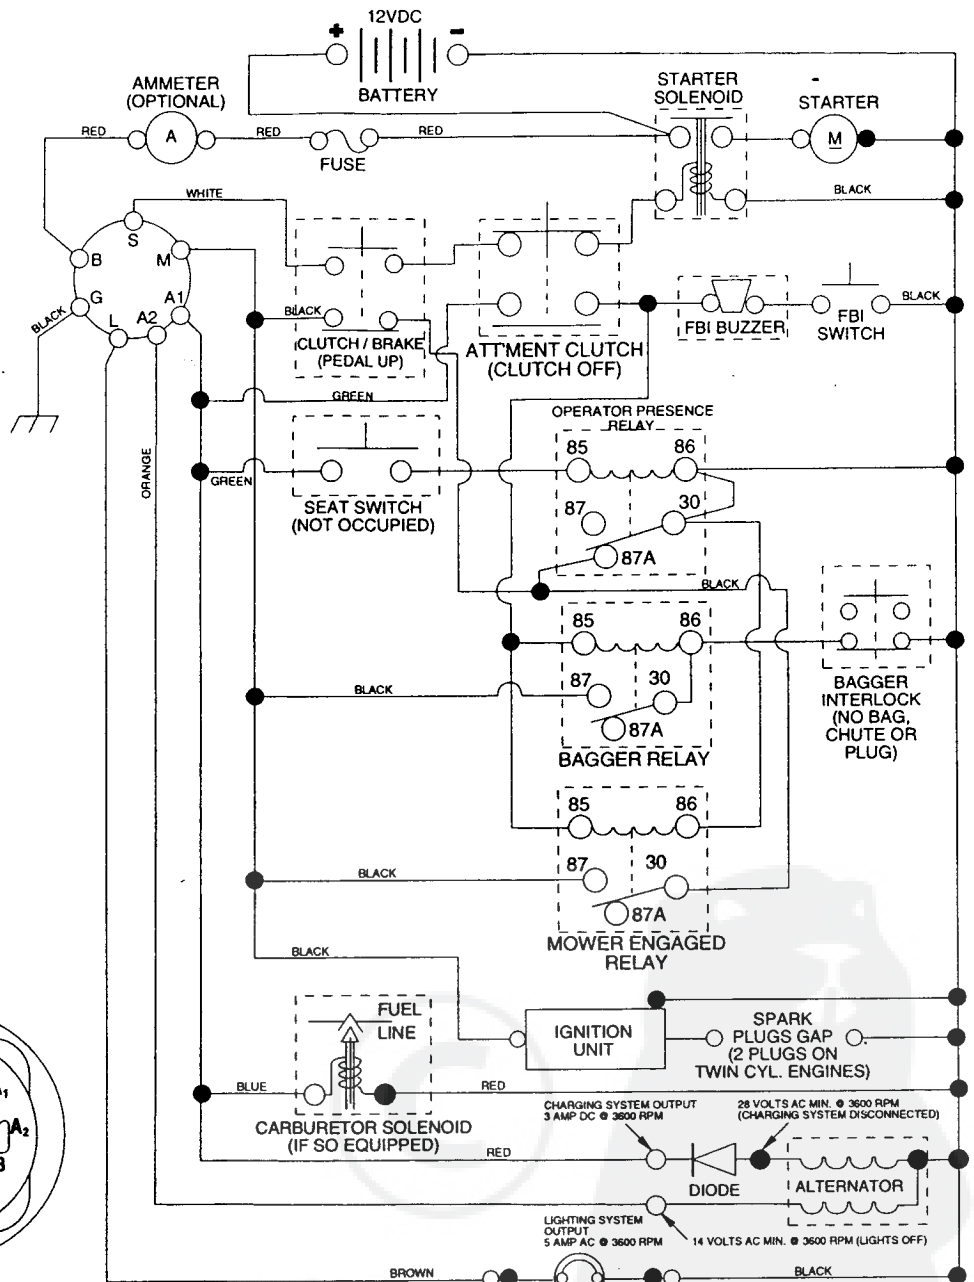 12VDC
+
-
BATTERY
AMMETER
(OPTIONAL)
RED
A
RED
FUSE
RED
STARTER
SOLENOID
-
STARTER
M
BLACK
WHITE
S
B
M
G
A1
L
A2
BLACK
BLACK
CLUTCH / BRAKE
(PEDAL UP)
ATT'MENT CLUTCH
(CLUTCH OFF)
FBI BUZZER
FBI
SWITCH
BLACK
GREEN
ORANGE
GREEN
SEAT SWITCH
(NOT OCCUPIED)
OPERATOR PRESENCE
RELAY
85
86
87
30
87A
BLACK
85
86
87
30
87A
BLACK
BAGGER RELAY
BAGGER
INTERLOCK
(NO BAG,
CHUTE OR
PLUG)
85
86
87
30
87A
BLACK
MOWER ENGAGED
RELAY
BLACK
IGNITION
UNIT
SPARK
PLUGS GAP
(2 PLUGS ON
TWIN CYL. ENGINES)
FUEL
LINE
BLUE
RED
CARBURETOR SOLENOID
(IF SO EQUIPPED)
CHARGING SYSTEM OUTPUT
3 AMP DC @ 3600 RPM
28 VOLTS AC MIN. @ 3600 RPM
(CHARGING SYSTEM DISCONNECTED)
RED
DIODE
ALTERNATOR
LIGHTING SYSTEM
OUTPUT
5 AMP AC @ 3600 RPM
14 VOLTS AC MIN. @ 3600 RPM (LIGHTS OFF)
BROWN
BLACK
A2
C